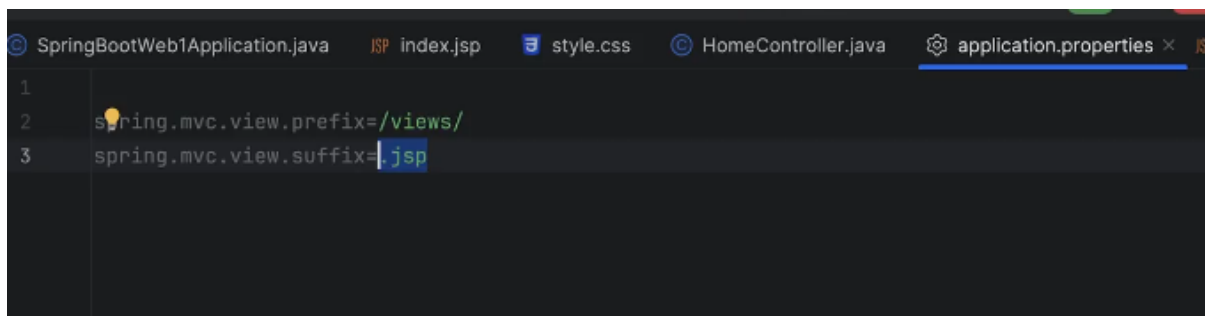 SpringBootWeb1Application.java JSP index.jsp style.css HomeController.java application.properties
1
2 spring.mvc.view.prefix=/views/
3 spring.mvc.view.suffix=.jsp